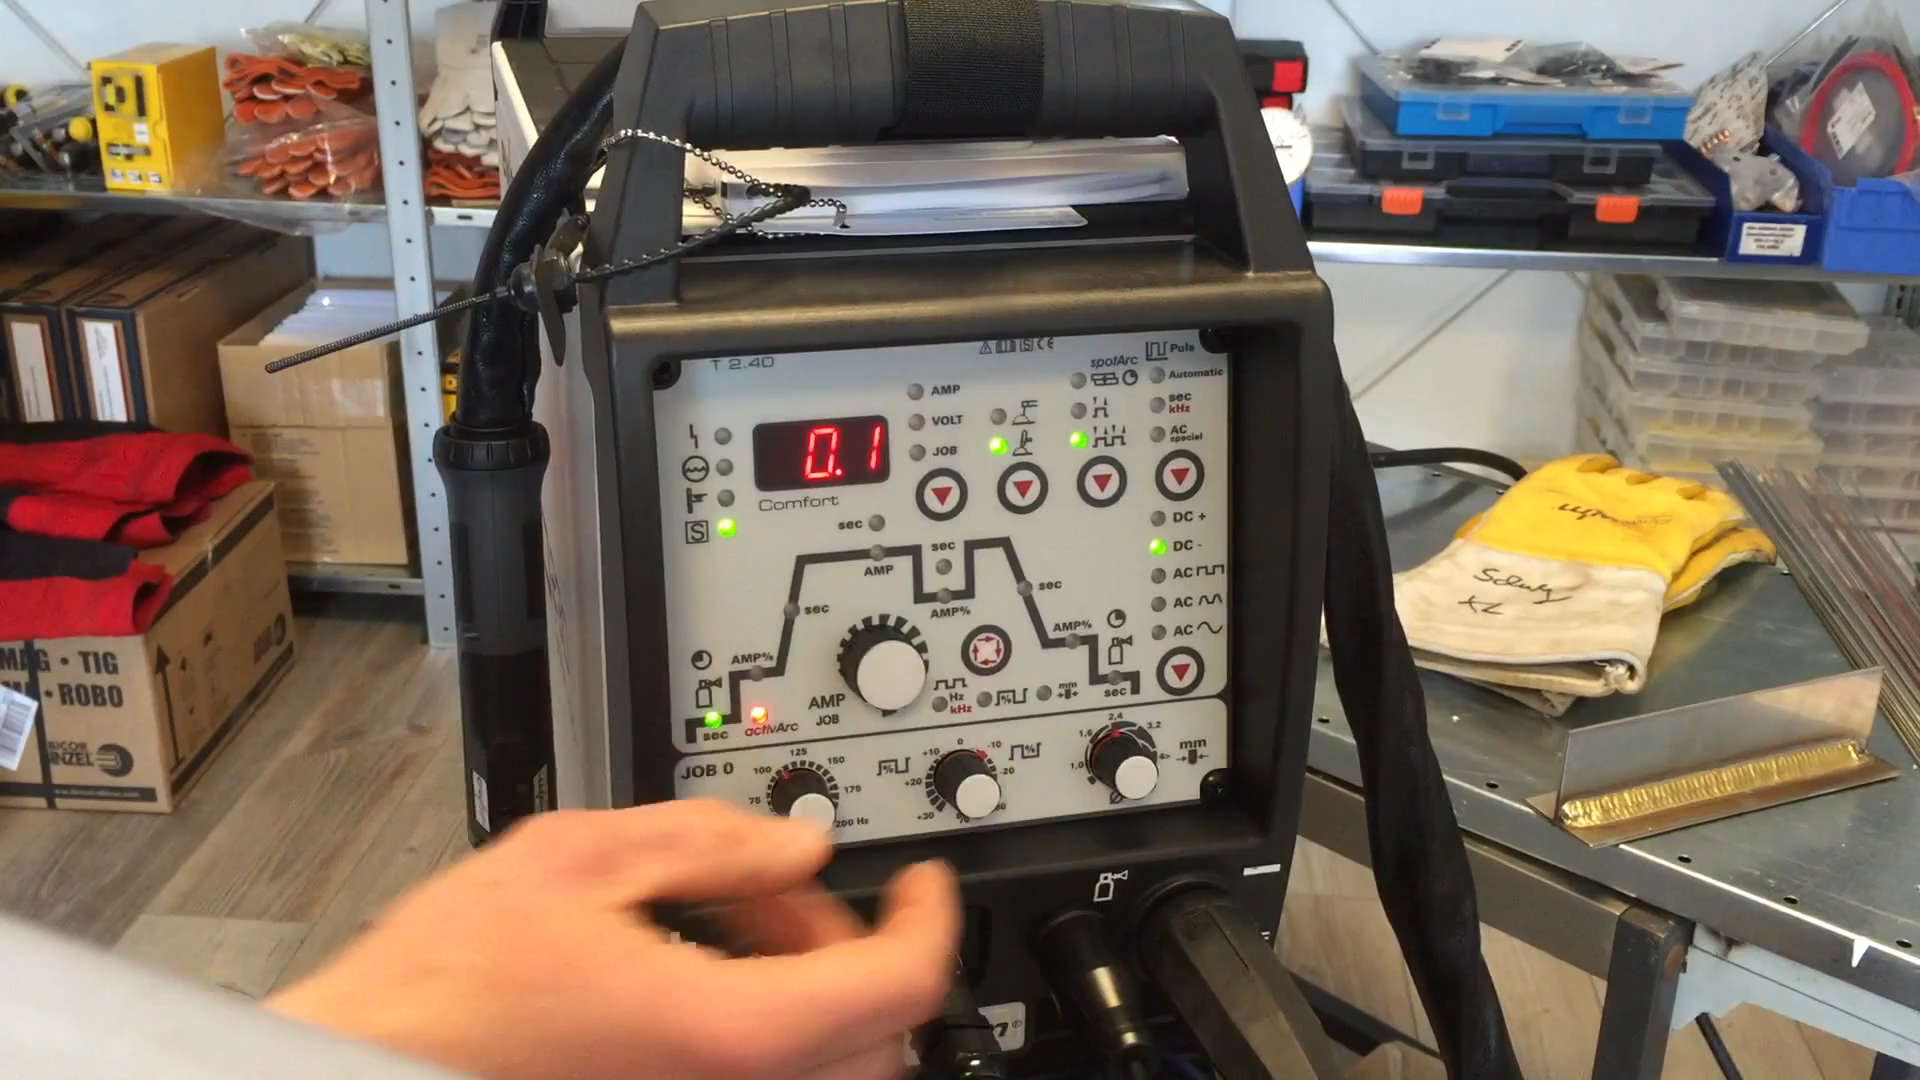 T 2.40
0.1
Comfort
AMP
VOLT
JOB
spotArc
Puls
Automatic
sec
kHz
AC
special
DC +
DC -
AC
AC
AC
S
sec
AMP
sec
AMP%
sec
sec
AMP%
AMP%
sec
sec
activArc
AMP
JOB
Hz
kHz
%
mm
JOB 0
75
100
125
150
175
200 Hz
%
+30
+20
+10
0
-10
-20
%
%
1,0
1,6
2,4
3,2
4>
mm
MAG • TIG
• ROBO
XL